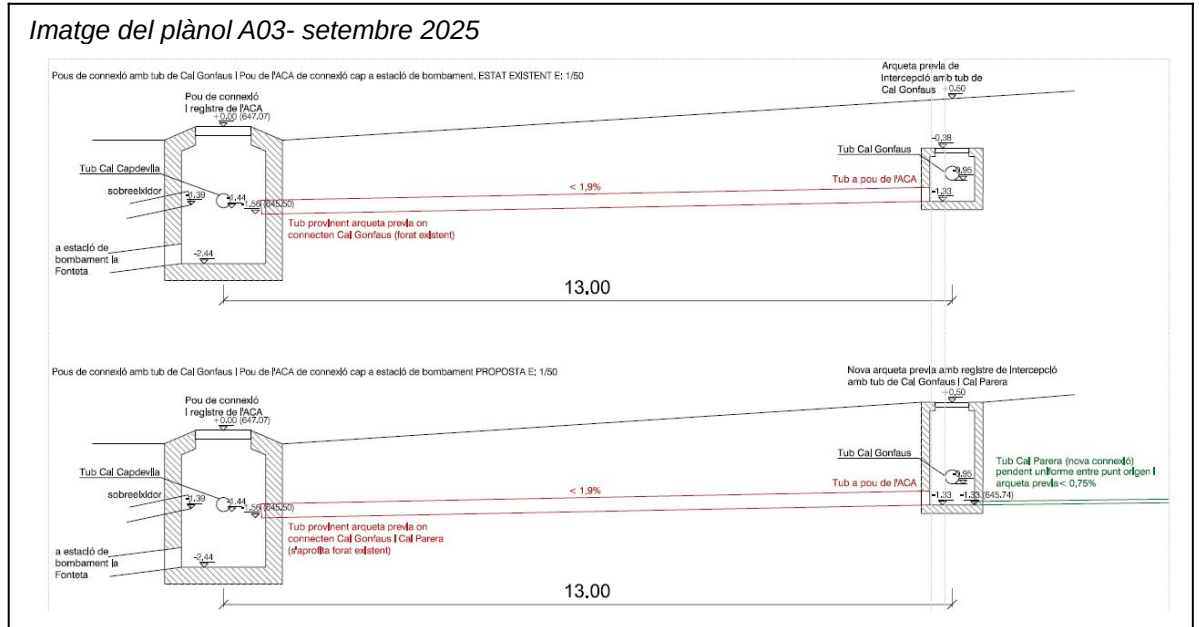 Imatge del plànol A03- setembre 2025
Pous de connexió amb tub de Cal Gonfaus i Pou de l'ACA de connexió cap a estació de bombament. ESTAT EXISTENT E: 1/50
Arqueta previa de
intercepció amb tub de
Cal Gonfaus
+0.50
Pou de connexió
i registre de l'ACA
+0.00 (647.07)
-0.38
Tub Cal Gonfaus
Tub Cal Capdevila
-0.95
sobreeixidor
-1.39
-1.44
-1.56 (645.50)
< 1,9%
Tub a pou de l'ACA
-1.33
Tub provinent arqueta previa on
connecten Cal Gonfaus (forat existent)
a estació de
bombament la
Fonteta
-2.44
13.00
Pous de connexió amb tub de Cal Gonfaus i Pou de l'ACA de connexió cap a estació de bombament PROPOSTA E: 1/50
Nova arqueta previa amb registre de intercepció
amb tub de Cal Gonfaus i Cal Parera
+0.50
Pou de connexió
i registre de l'ACA
+0.00 (647.07)
Tub Cal Gonfaus
Tub Cal Capdevila
-0.95
Tub Cal Parera (nova connexió)
pendent uniforme entre punt origen i
arqueta previa< 0,75%
sobreeixidor
-1.39
-1.44
-1.56 (645.50)
< 1,9%
Tub a pou de l'ACA
-1.33
-1.33 (645.74)
Tub provinent arqueta previa on
connecten Cal Gonfaus i Cal Parera
(s'aprofita forat existent)
a estació de
bombament la
Fonteta
-2.44
13.00